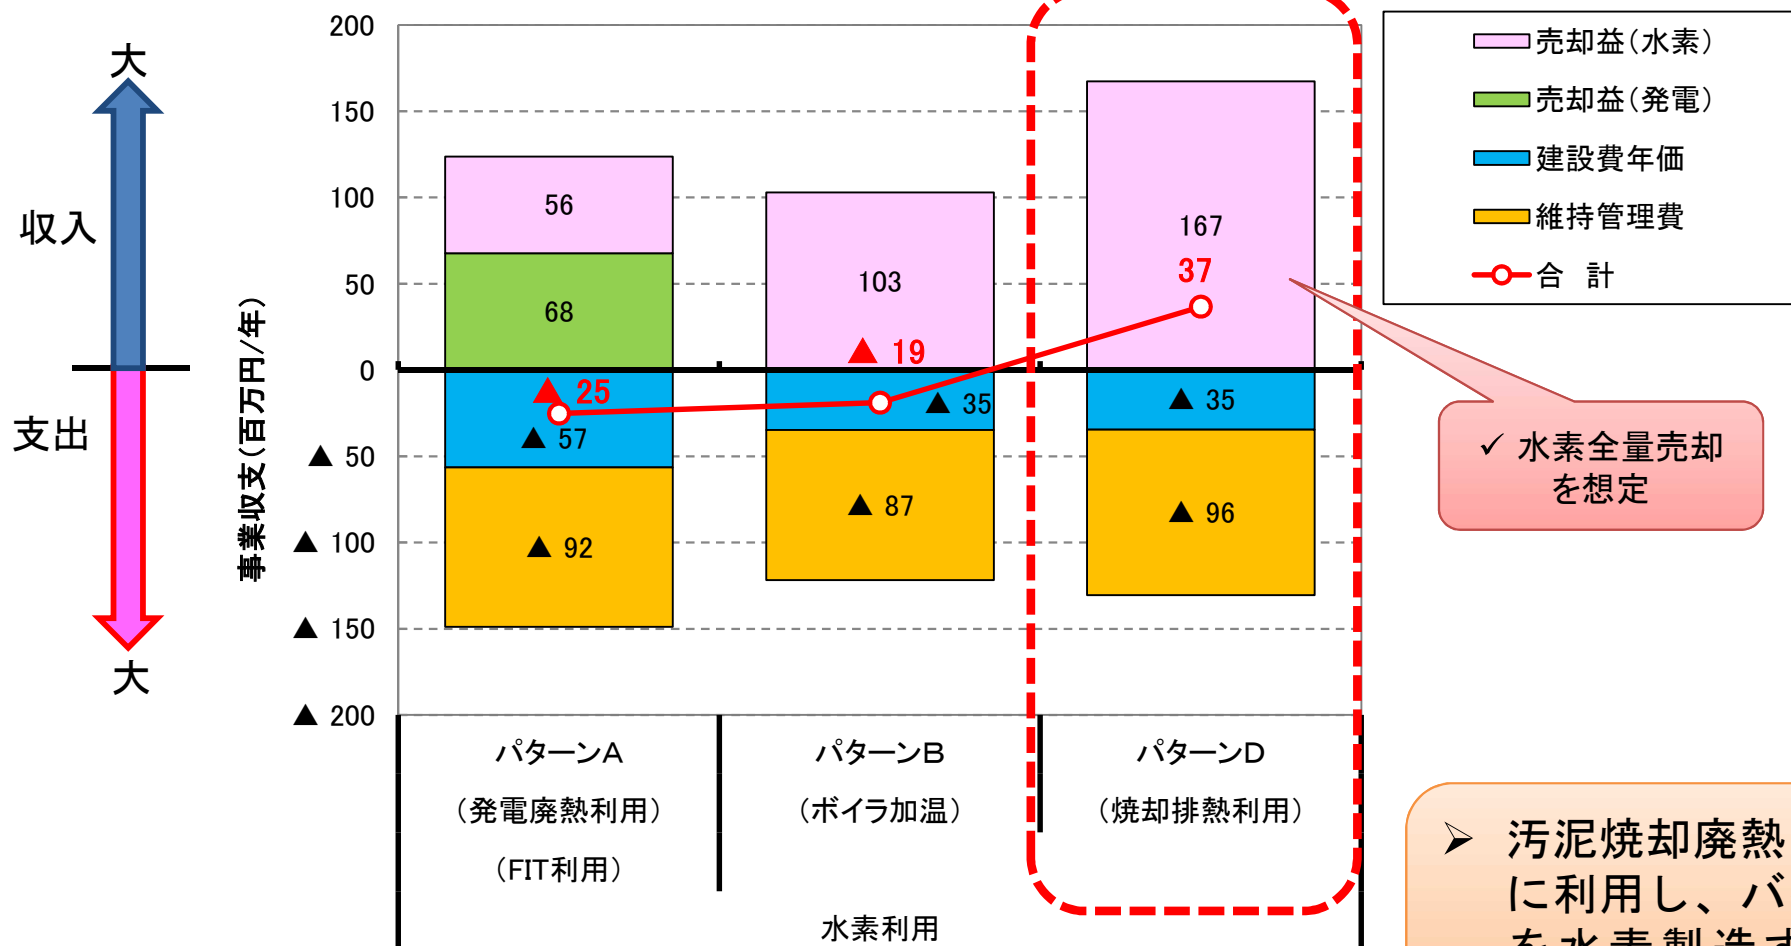 大
収入
支出
大
事業収支(百万円/年)
200
150
100
50
0
▲ 50
▲ 100
▲ 150
▲ 200
56
68
▲ 25
▲ 57
▲ 92
103
▲ 19
▲ 35
▲ 87
167
37
▲ 35
▲ 96
売却益(水素)
売却益(発電)
建設費年価
維持管理費
合 計
✓ 水素全量売却
を想定
パターンA
(発電廃熱利用)
(FIT利用)
パターンB
(ボイラ加温)
パターンD
(焼却排熱利用)
水素利用
➢ 汚泥焼却廃熱
に利用し、バ
を水素製造す